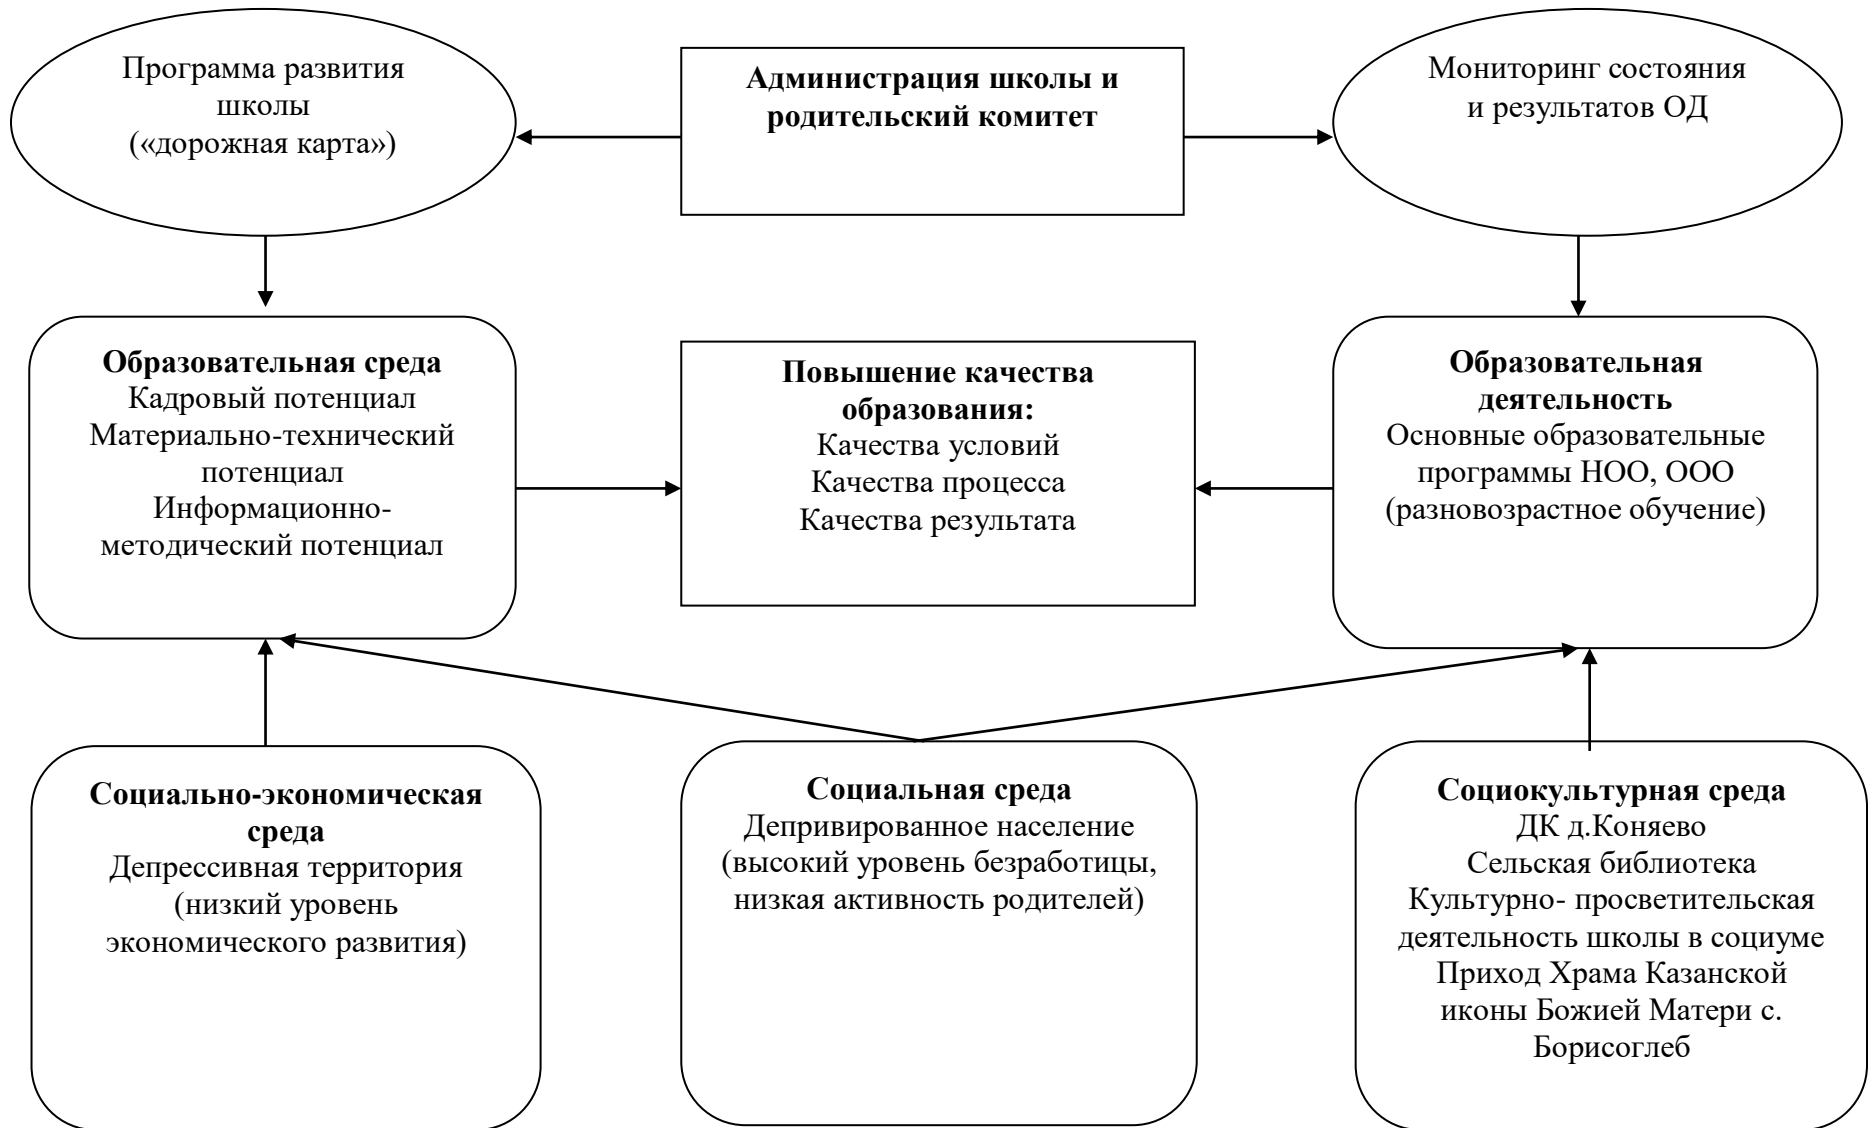 Программа развития
школы
(«дорожная карта»)
Администрация школы и
родительский комитет
Мониторинг состояния
и результатов ОД
Образовательная среда
Кадровый потенциал
Материально-технический
потенциал
Информационно-
методический потенциал
Повышение качества
образования:
Качества условий
Качества процесса
Качества результата
Образовательная
деятельность
Основные образовательные
программы НОО, ООО
(разновозрастное обучение)
Социально-экономическая
среда
Депрессивная территория
(низкий уровень
экономического развития)
Социальная среда
Депривированное население
(высокий уровень безработицы,
низкая активность родителей)
Социокультурная среда
ДК д.Коняево
Сельская библиотека
Культурно- просветительская
деятельность школы в социуме
Приход Храма Казанской
иконы Божией Матери с.
Борисоглеб